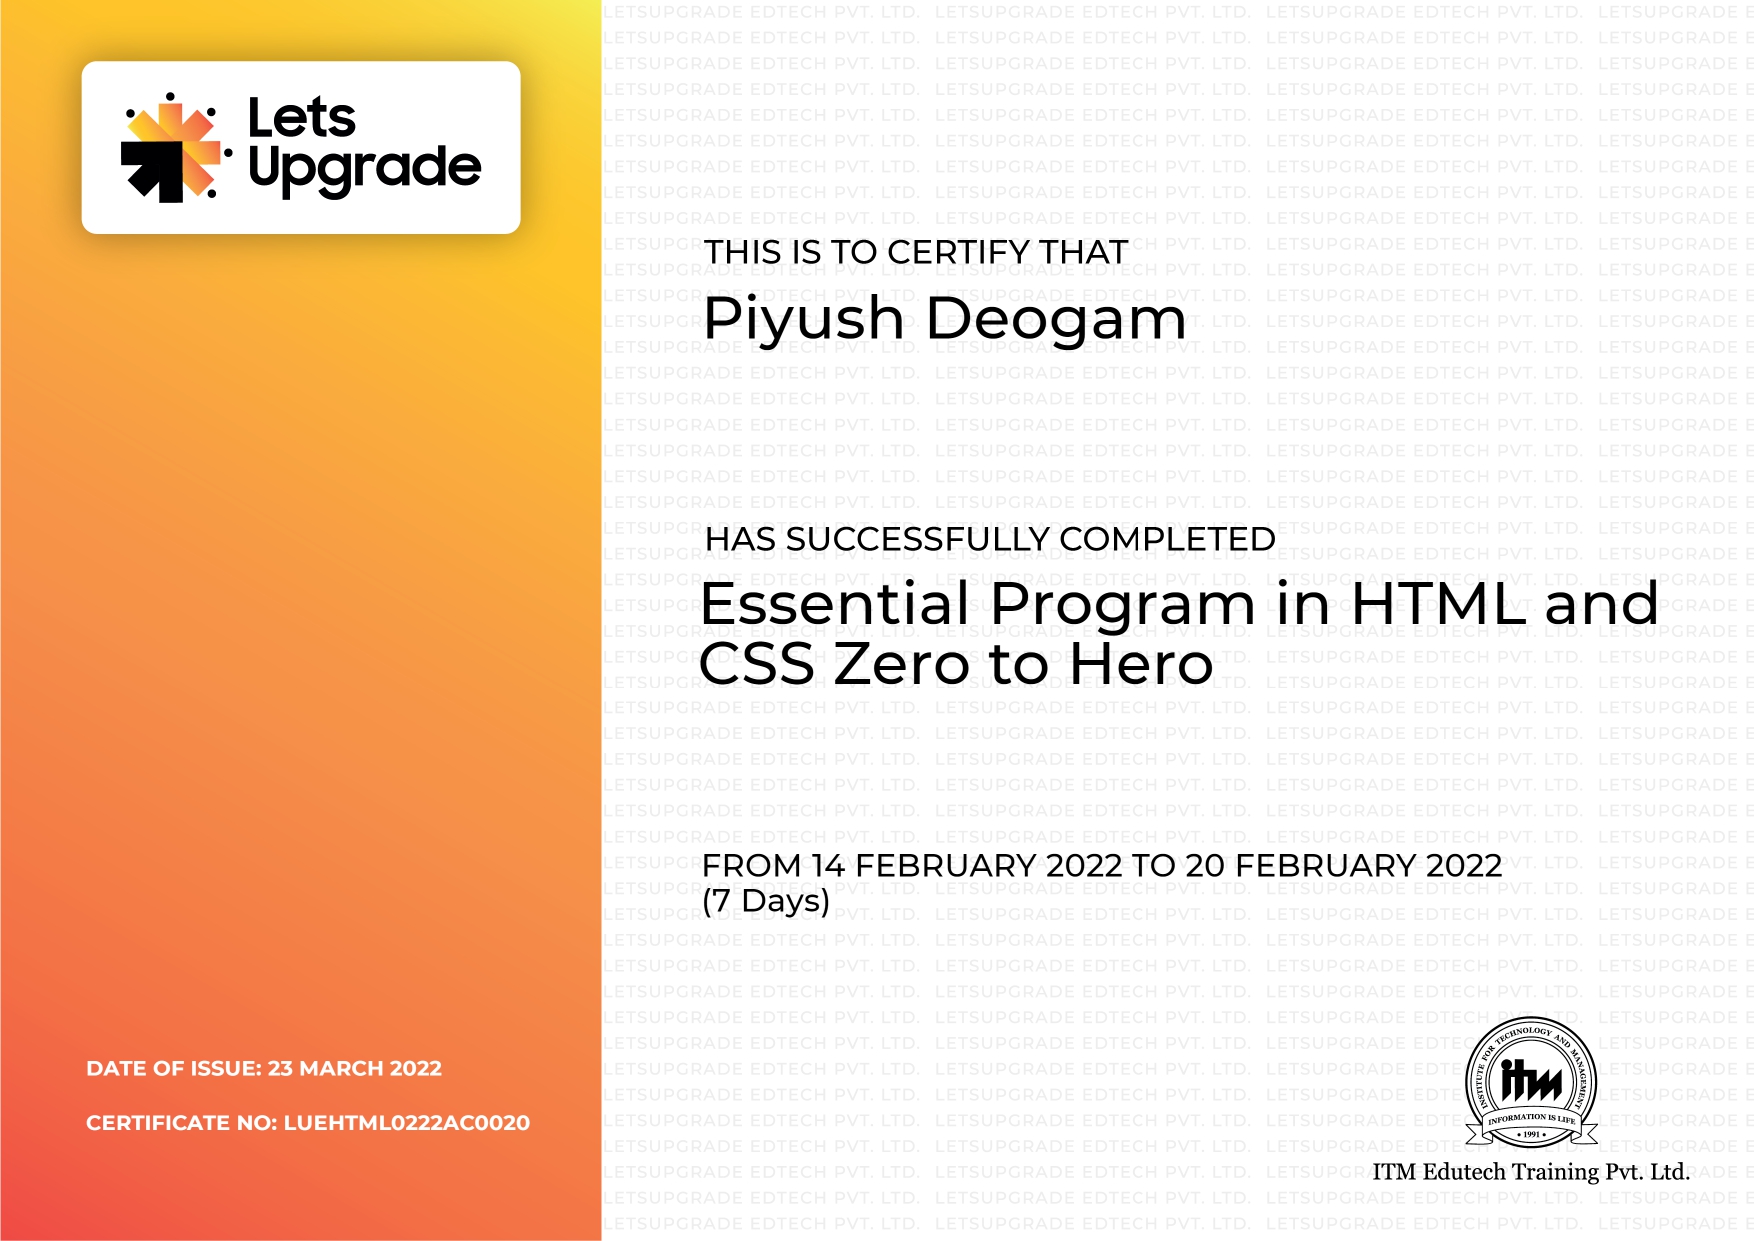 Lets
Upgrade
THIS IS TO CERTIFY THAT
Piyush Deogam
HAS SUCCESSFULLY COMPLETED
Essential Program in HTML and
CSS Zero to Hero
FROM 14 FEBRUARY 2022 TO 20 FEBRUARY 2022
(7 Days)
DATE OF ISSUE: 23 MARCH 2022
CERTIFICATE NO: LUEHTML0222AC0020
INSTITUTE FOR TECHNOLOGY AND MANAGEMENT
itm
INFORMATION IS LIFE
• 1991 •
ITM Edutech Training Pvt. Ltd.
LETSUPGRADE EDTECH PVT. LTD.